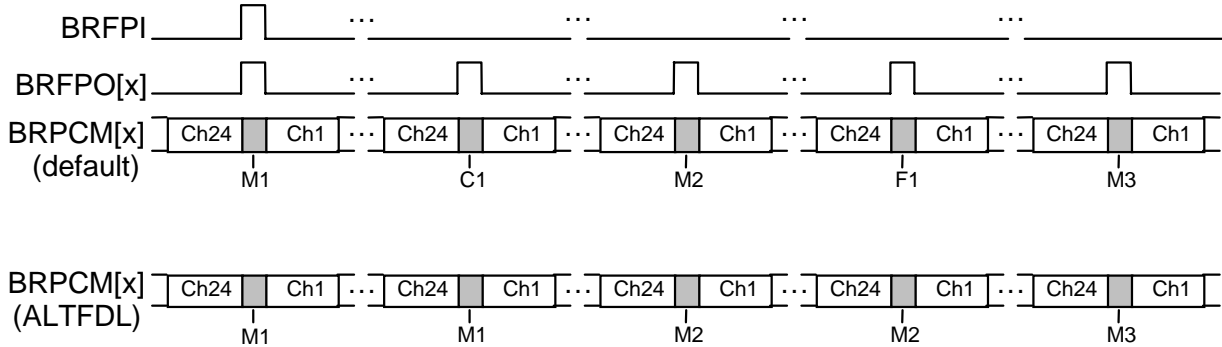 BRFPI ... ... ... ...
BRFPO[x] ... ... ... ...
BRPCM[x] (default) Ch24 Ch1 ... Ch24 Ch1 ... Ch24 Ch1 ... Ch24 Ch1 ... Ch24 Ch1
M1 C1 M2 F1 M3
BRPCM[x] (ALTFDL) Ch24 Ch1 ... Ch24 Ch1 ... Ch24 Ch1 ... Ch24 Ch1 ... Ch24 Ch1
M1 M1 M2 M2 M3